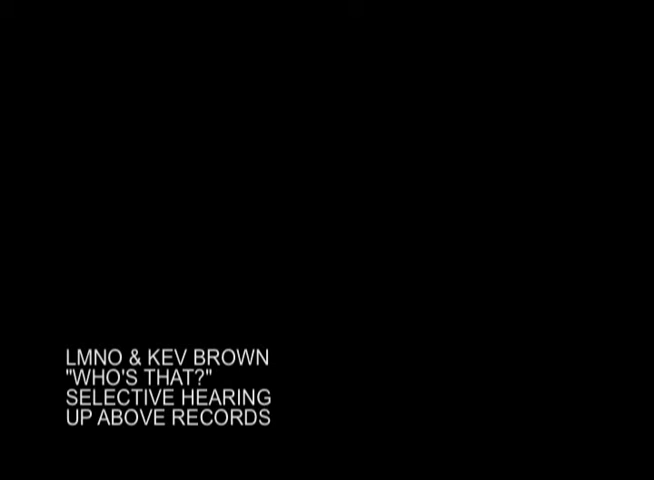 LMNO & KEV BROWN
"WHO'S THAT?"
SELECTIVE HEARING
UP ABOVE RECORDS